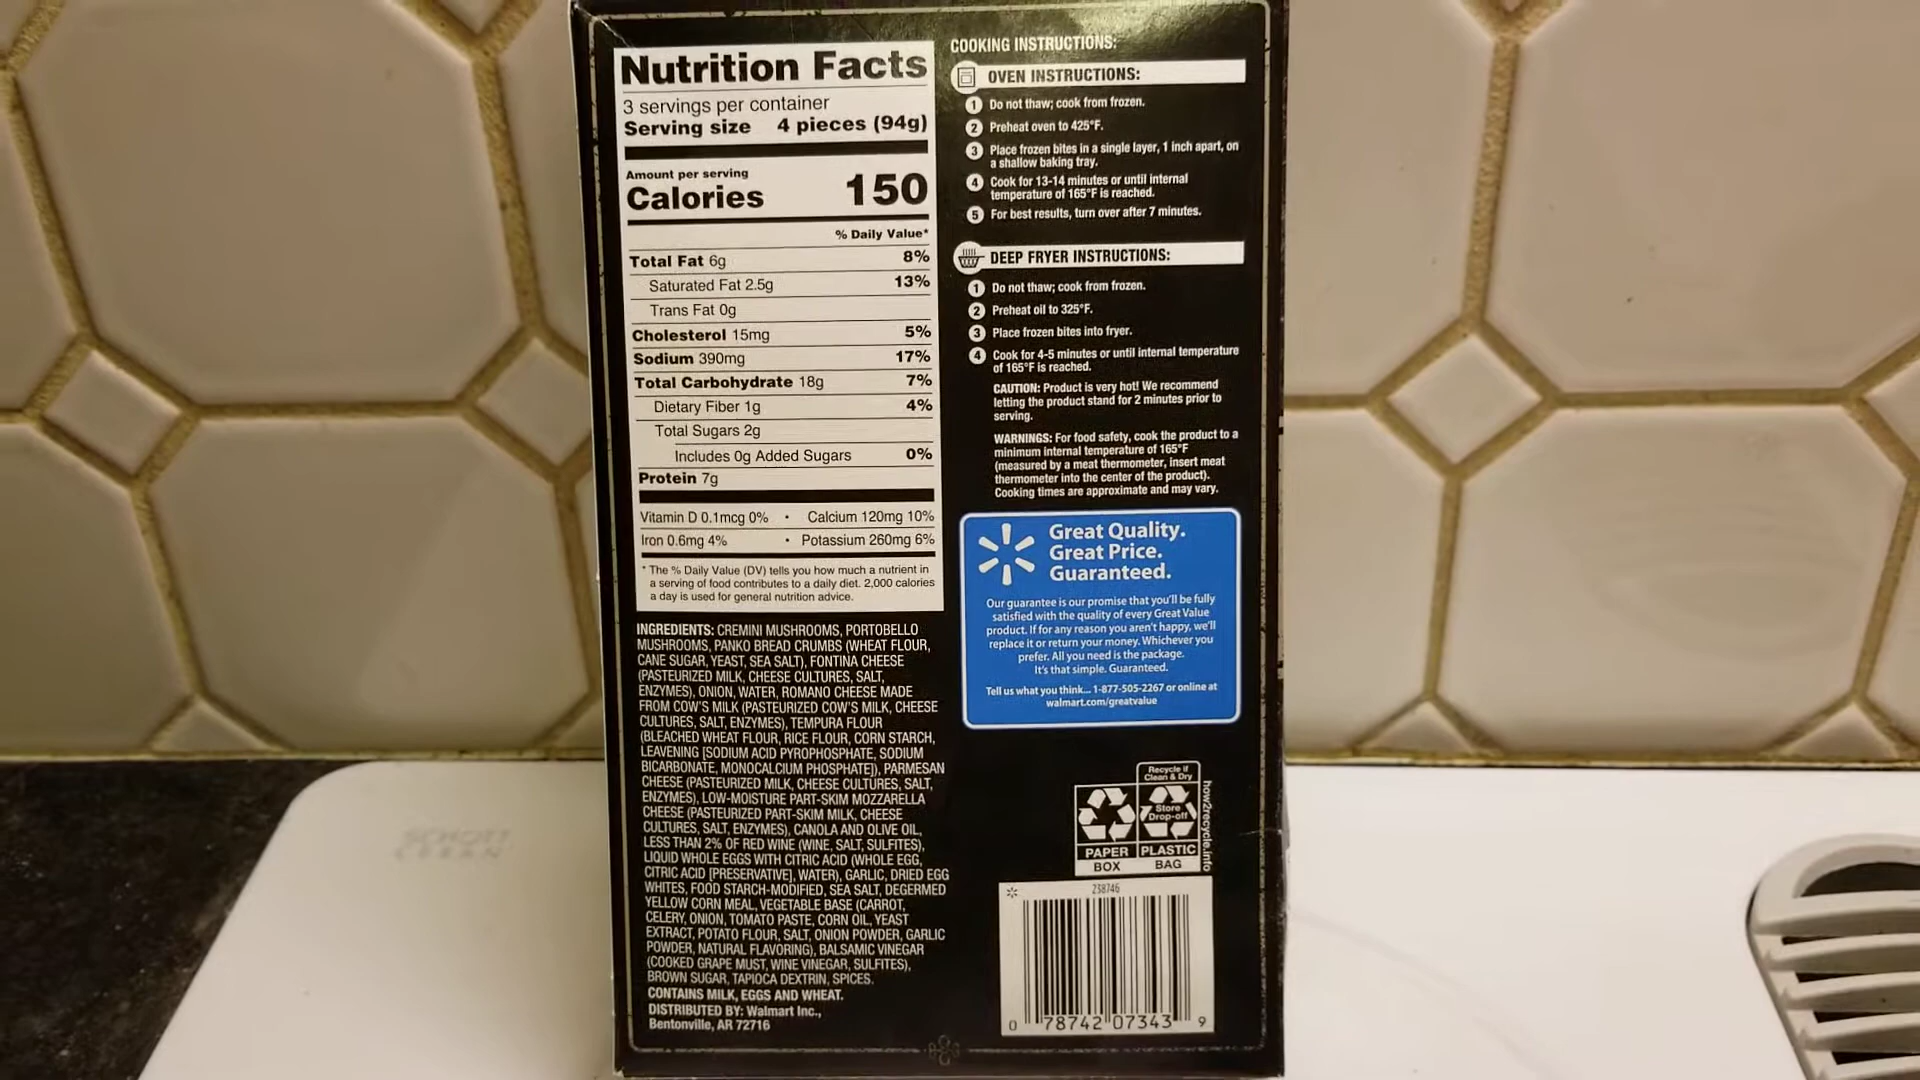 Nutrition Facts
3 servings per container
Serving size 4 pieces (94g)
Amount per serving
Calories 150
% Daily Value*
Total Fat 6g 8%
Saturated Fat 2.5g 13%
Trans Fat 0g
Cholesterol 15mg 5%
Sodium 390mg 17%
Total Carbohydrate 18g 7%
Dietary Fiber 1g 4%
Total Sugars 2g
Includes 0g Added Sugars 0%
Protein 7g
Vitamin D 0.1mcg 0% • Calcium 120mg 10%
Iron 0.6mg 4% • Potassium 260mg 6%
* The % Daily Value (DV) tells you how much a nutrient in
a serving of food contributes to a daily diet. 2,000 calories
a day is used for general nutrition advice.
INGREDIENTS: CREMINI MUSHROOMS, PORTOBELLO
MUSHROOMS, PANKO BREAD CRUMBS (WHEAT FLOUR,
CANE SUGAR, YEAST, SEA SALT), FONTINA CHEESE
(PASTEURIZED MILK, CHEESE CULTURES, SALT,
ENZYMES), ONION, WATER, ROMANO CHEESE MADE
FROM COW'S MILK (PASTEURIZED COW'S MILK, CHEESE
CULTURES, SALT, ENZYMES), TEMPURA FLOUR
(BLEACHED WHEAT FLOUR, RICE FLOUR, CORN STARCH,
LEAVENING [SODIUM ACID PYROPHOSPHATE, SODIUM
BICARBONATE, MONOCALCIUM PHOSPHATE]), PARMESAN
CHEESE (PASTEURIZED MILK, CHEESE CULTURES, SALT,
ENZYMES), LOW-MOISTURE PART-SKIM MOZZARELLA
CHEESE (PASTEURIZED PART-SKIM MILK, CHEESE
CULTURES, SALT, ENZYMES), CANOLA AND OLIVE OIL,
LESS THAN 2% OF RED WINE (WINE, SALT, SULFITES),
LIQUID WHOLE EGGS WITH CITRIC ACID (WHOLE EGG,
CITRIC ACID [PRESERVATIVE], WATER), GARLIC, DRIED EGG
WHITES, FOOD STARCH-MODIFIED, SEA SALT, DEGERMED
YELLOW CORN MEAL, VEGETABLE BASE (CARROT,
CELERY, ONION, TOMATO PASTE, CORN OIL, YEAST
EXTRACT, POTATO FLOUR, SALT, ONION POWDER, GARLIC
POWDER, NATURAL FLAVORING), BALSAMIC VINEGAR
(COOKED GRAPE MUST, WINE VINEGAR, SULFITES),
BROWN SUGAR, TAPIOCA DEXTRIN, SPICES.
CONTAINS MILK, EGGS AND WHEAT.
DISTRIBUTED BY: Walmart Inc.,
Bentonville, AR 72716
COOKING INSTRUCTIONS:
OVEN INSTRUCTIONS:
1 Do not thaw; cook from frozen.
2 Preheat oven to 425°F.
3 Place frozen bites in a single layer, 1 inch apart, on
a shallow baking tray.
4 Cook for 13-14 minutes or until internal
temperature of 165°F is reached.
5 For best results, turn over after 7 minutes.
DEEP FRYER INSTRUCTIONS:
1 Do not thaw; cook from frozen.
2 Preheat oil to 325°F.
3 Place frozen bites into fryer.
4 Cook for 4-5 minutes or until internal temperature
of 165°F is reached.
CAUTION: Product is very hot! We recommend
letting the product stand for 2 minutes prior to
serving.
WARNINGS: For food safety, cook the product to a
minimum internal temperature of 165°F
(measured by a meat thermometer, insert meat
thermometer into the center of the product).
Cooking times are approximate and may vary.
Great Quality.
Great Price.
Guaranteed.
Our guarantee is our promise that you'll be fully
satisfied with the quality of every Great Value
product. If for any reason you aren't happy, we'll
replace it or return your money. Whichever you
prefer. All you need is the package.
It's that simple. Guaranteed.
Tell us what you think... 1-877-505-2267 or online at
walmart.com/greatvalue
Recycle if
Clean & Dry
Store
Drop-off
PAPER PLASTIC
BOX BAG
how2recycle.info
238746
0 78742 07343 9
SCHOTT
CERAN